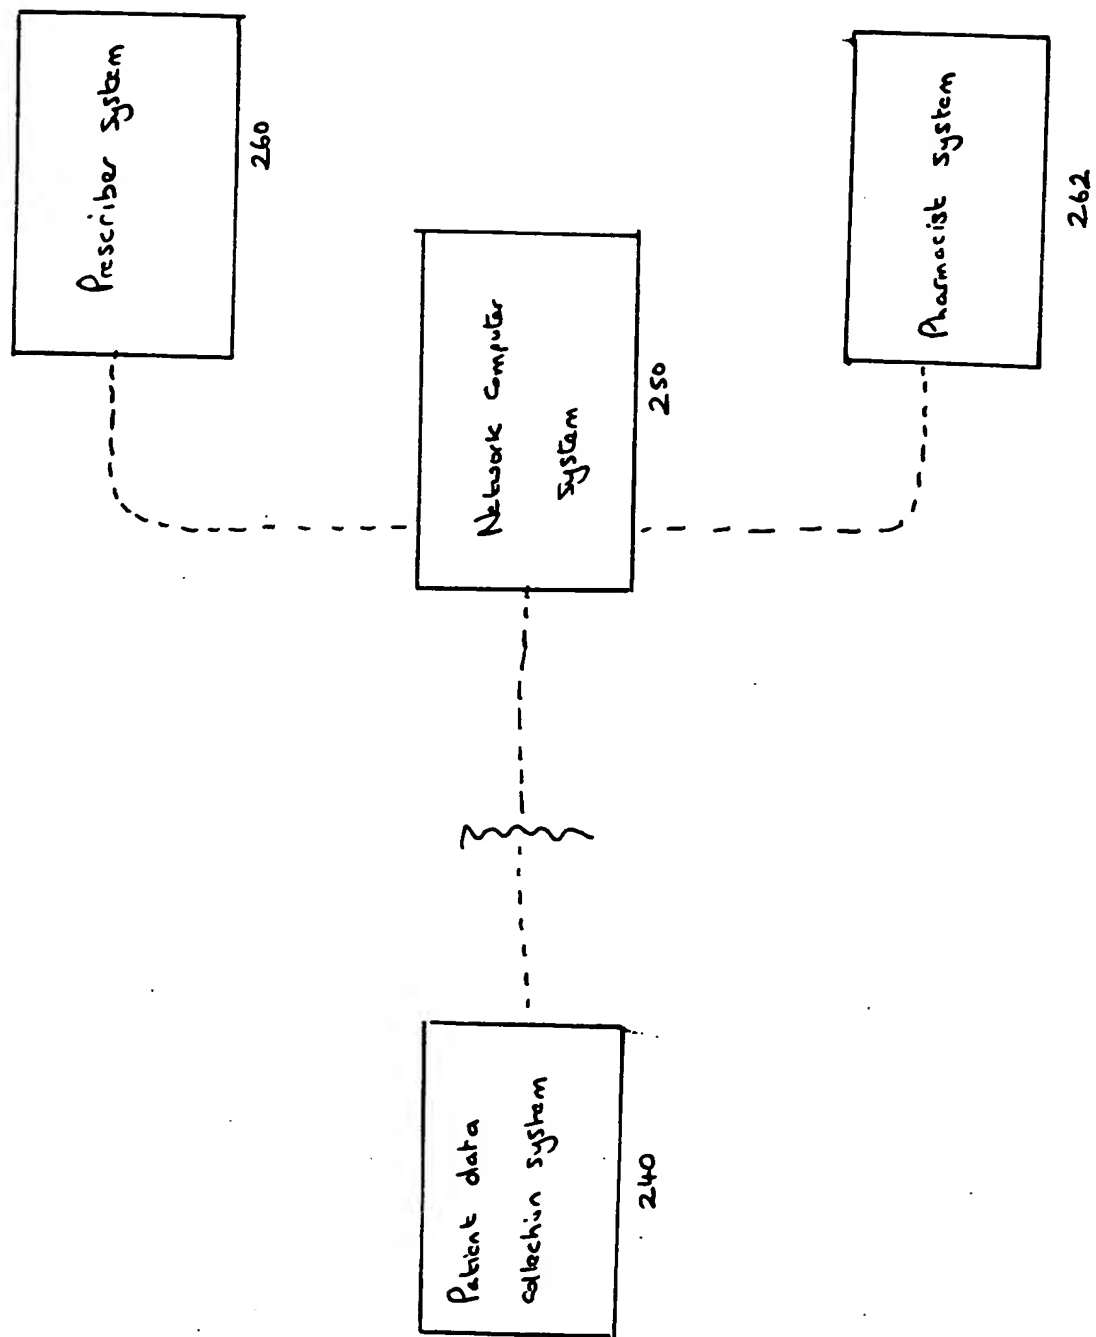 Prescriber System
260
Network Computer
System
250
Pharmacist System
262
Patient data
collection system
240